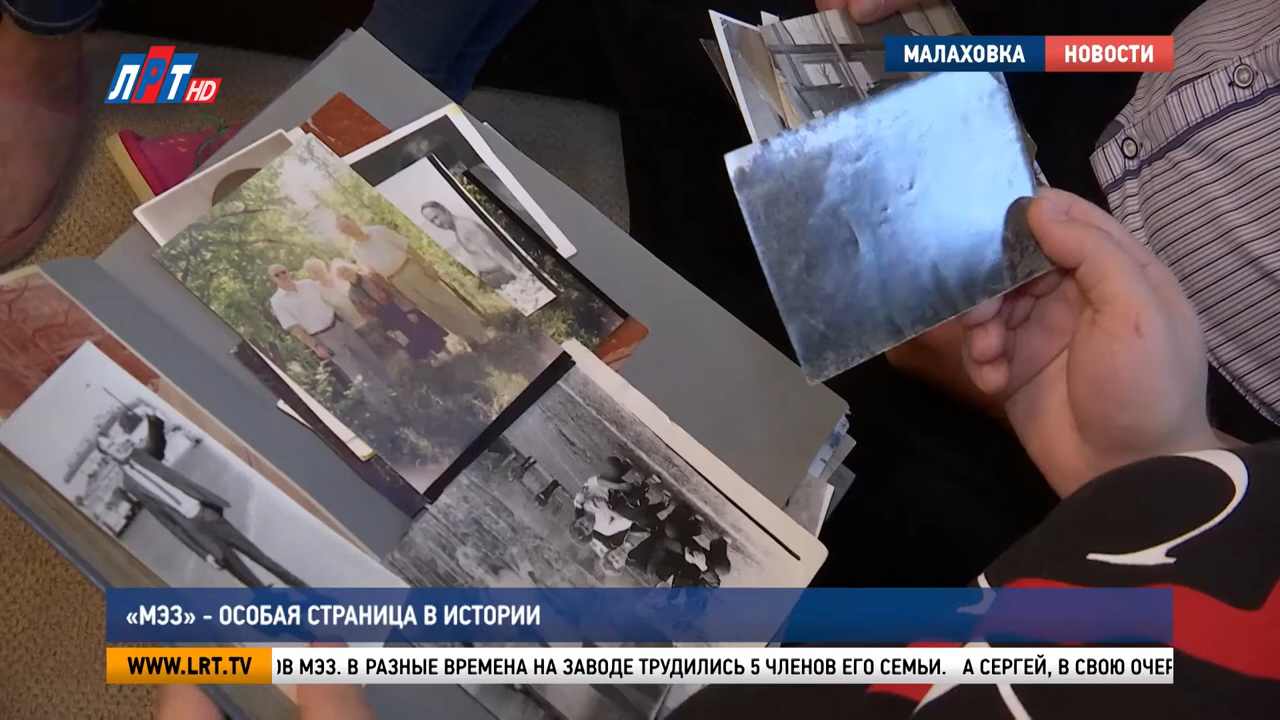 ЛРТ HD
МАЛАХОВКА НОВОСТИ
«МЭЗ» - ОСОБАЯ СТРАНИЦА В ИСТОРИИ
WWW.LRT.TV ОВ МЭЗ. В РАЗНЫЕ ВРЕМЕНА НА ЗАВОДЕ ТРУДИЛИСЬ 5 ЧЛЕНОВ ЕГО СЕМЬИ. А СЕРГЕЙ, В СВОЮ ОЧЕР